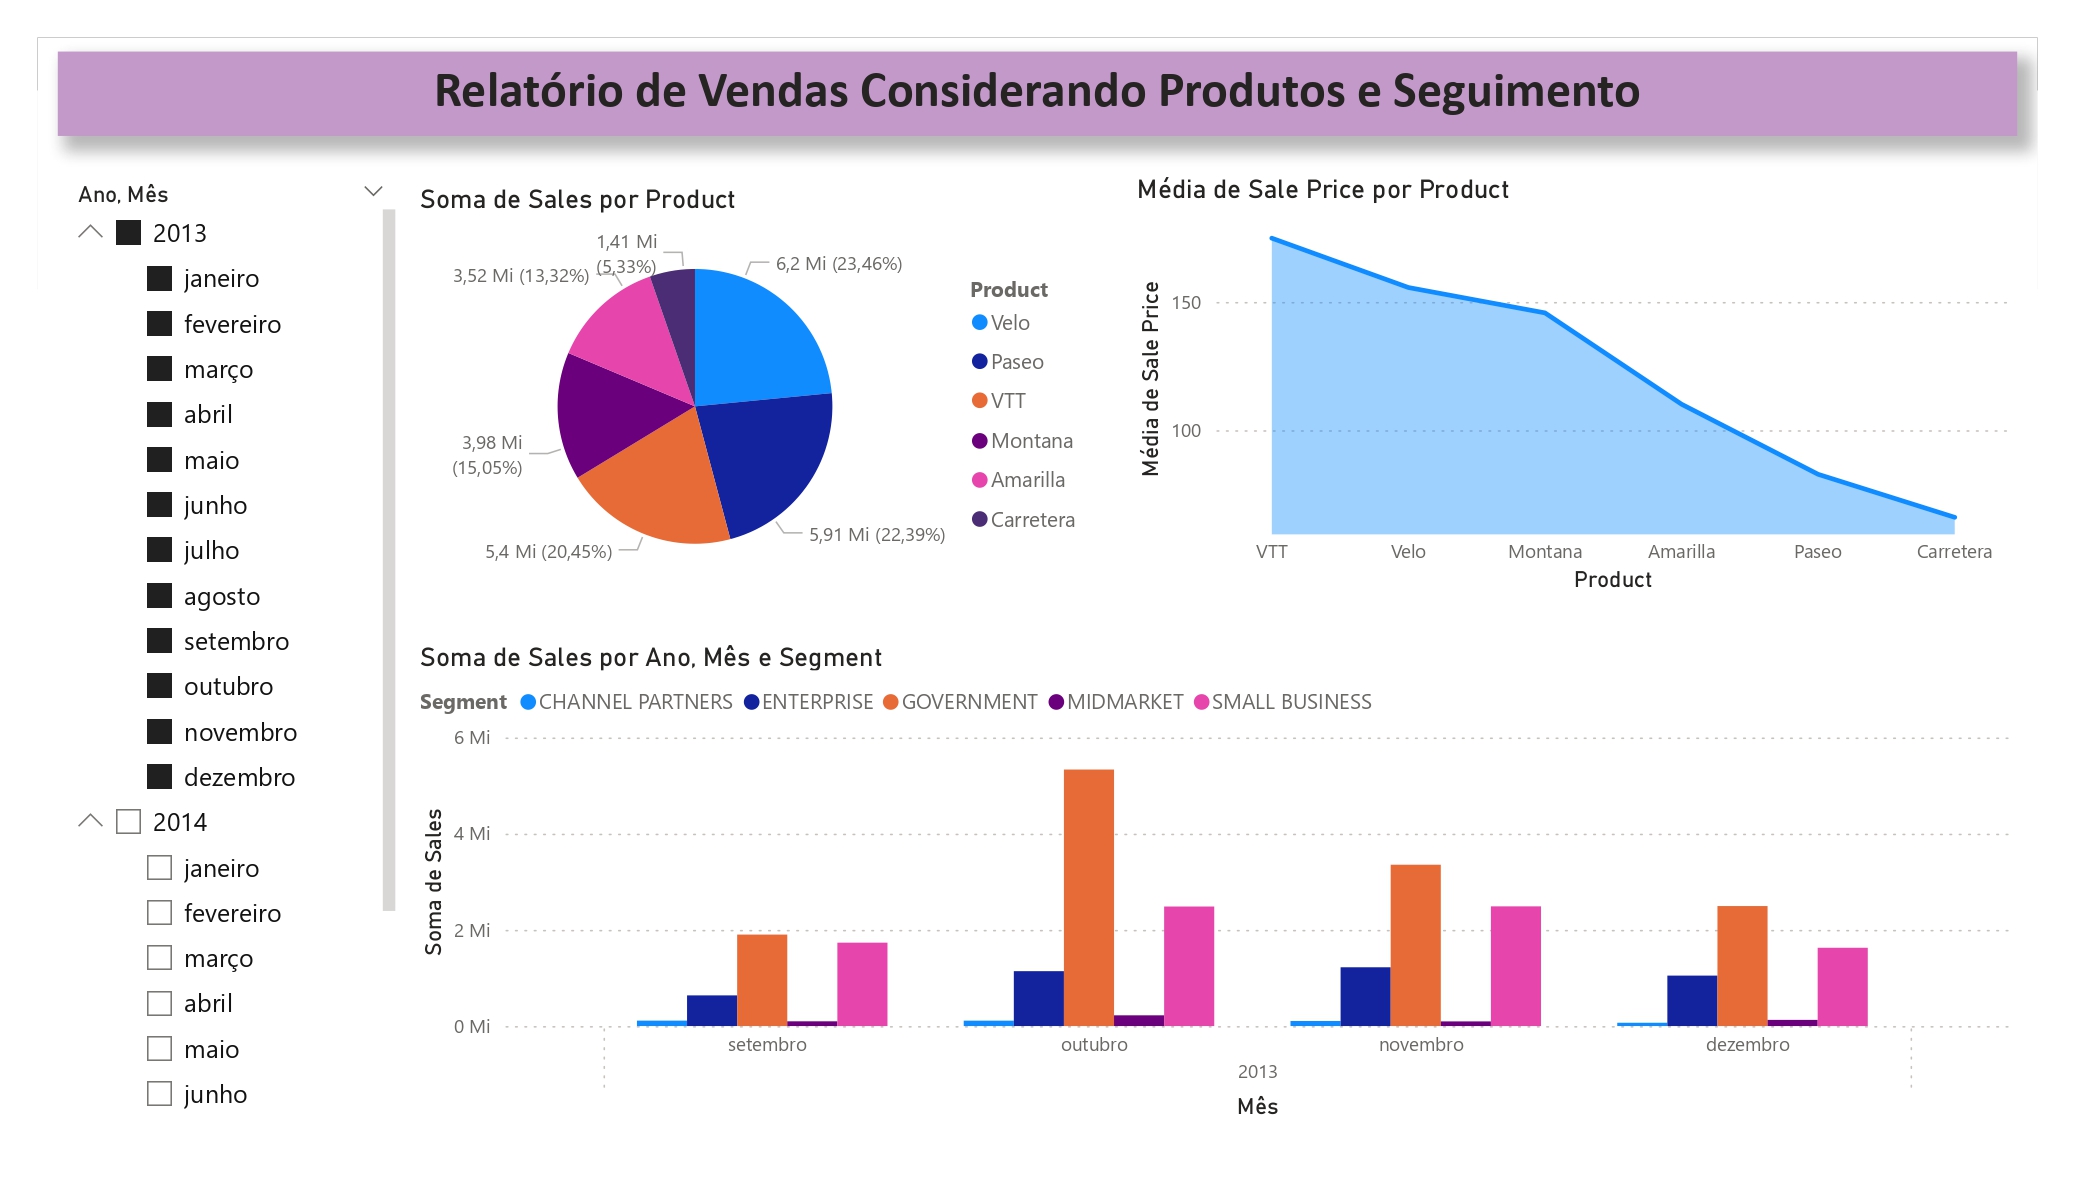 Relatório de Vendas Considerando Produtos e Seguimento
Ano, Mês
2013
janeiro
fevereiro
março
abril
maio
junho
julho
agosto
setembro
outubro
novembro
dezembro
2014
janeiro
fevereiro
março
abril
maio
junho
Soma de Sales por Product
1,41 Mi
(5,33%)
3,52 Mi (13,32%)
6,2 Mi (23,46%)
3,98 Mi
(15,05%)
5,4 Mi (20,45%)
5,91 Mi (22,39%)
Product
Velo
Paseo
VTT
Montana
Amarilla
Carretera
Média de Sale Price por Product
Média de Sale Price
150
100
VTT Velo Montana Amarilla Paseo Carretera
Product
Soma de Sales por Ano, Mês e Segment
Segment CHANNEL PARTNERS ENTERPRISE GOVERNMENT MIDMARKET SMALL BUSINESS
Soma de Sales
6 Mi
4 Mi
2 Mi
0 Mi
setembro outubro novembro dezembro
2013
Mês